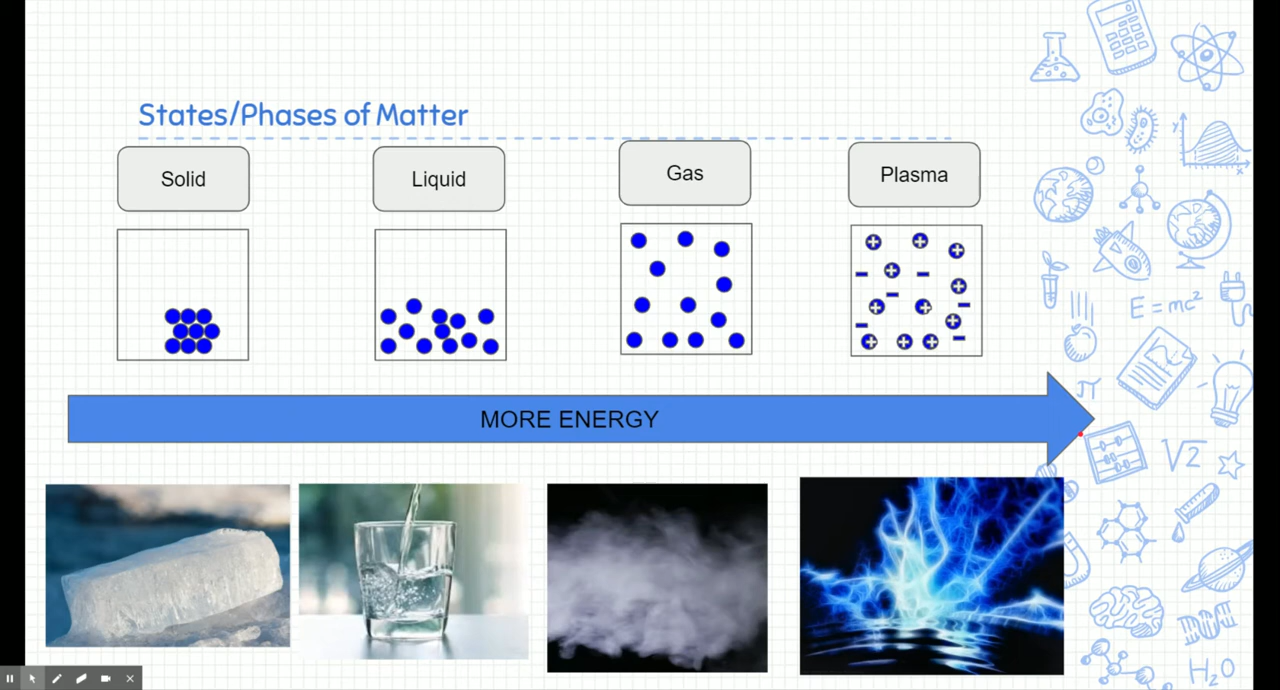 States/Phases of Matter
Solid
Liquid
Gas
Plasma
MORE ENERGY
y
x
E = mc²
π
√2
H₂O